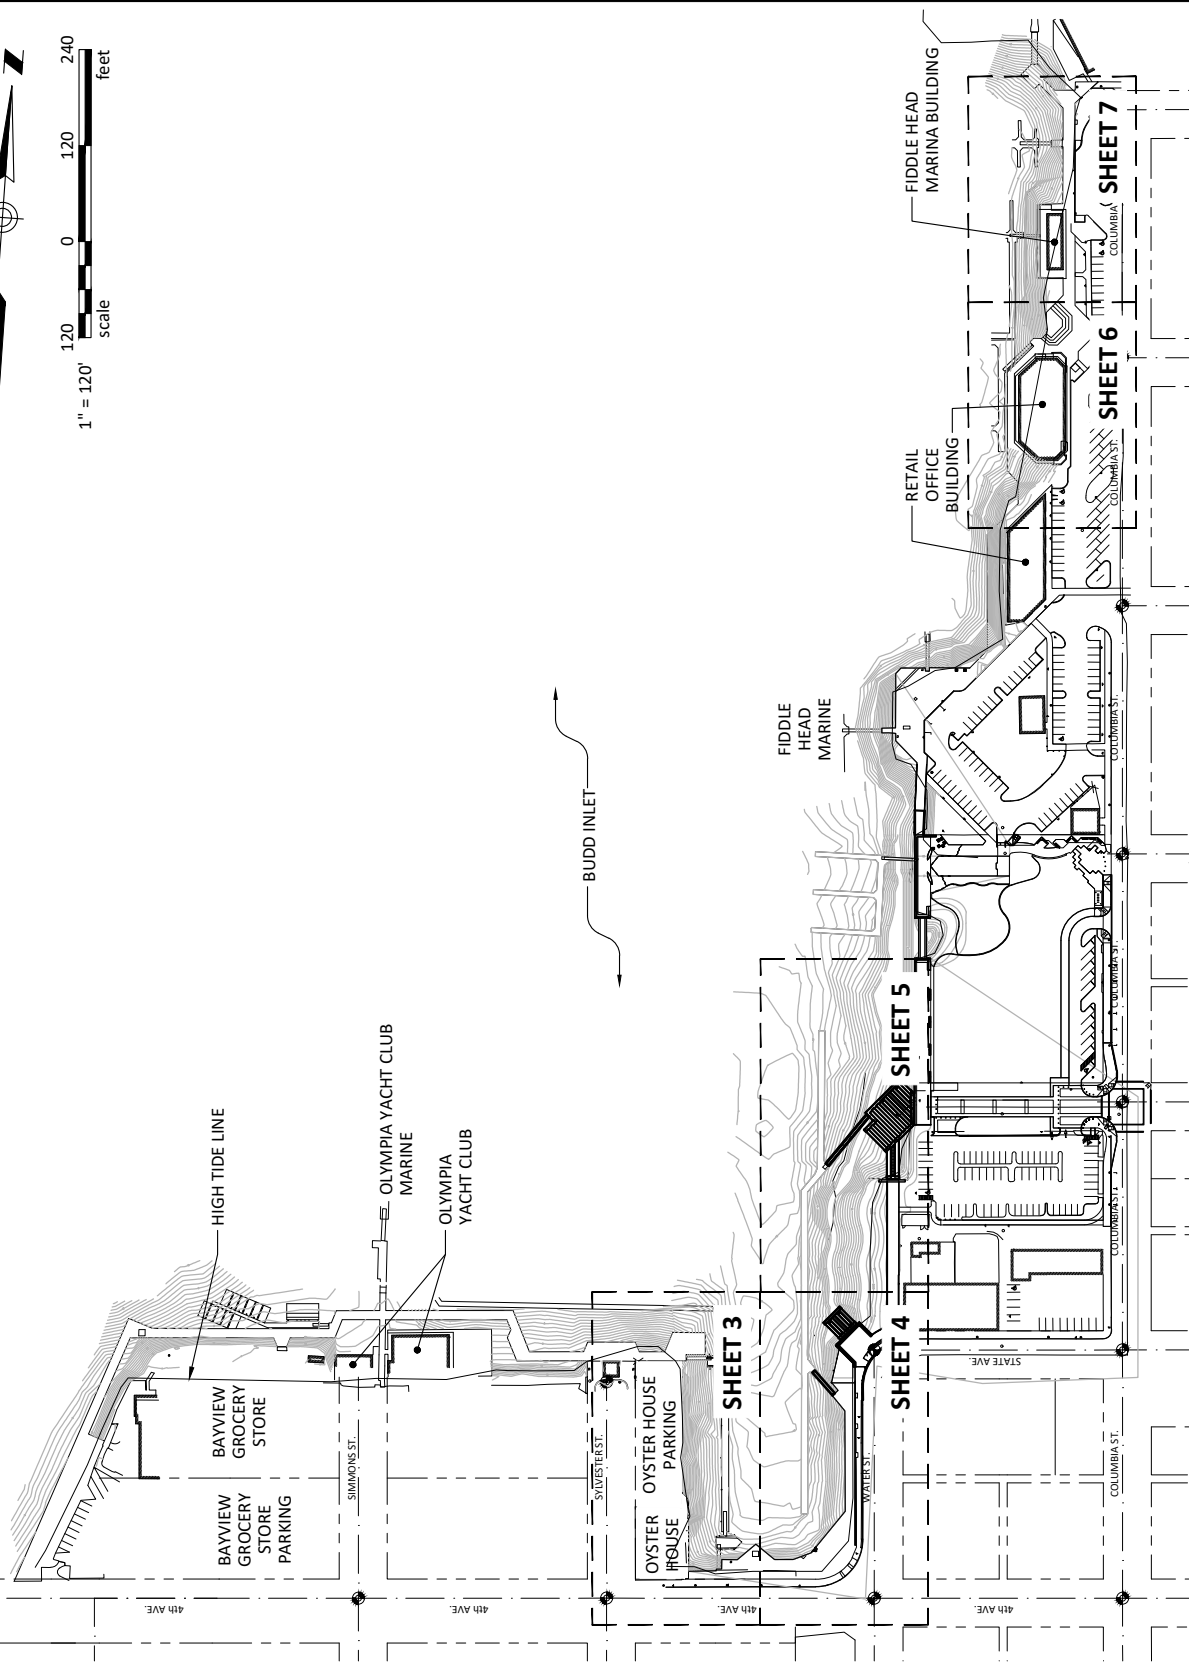 Z
120
0
120
240
scale
feet
1" = 120'
FIDDLE HEAD
MARINA BUILDING
SHEET 7
COLUMBIA
SHEET 6
RETAIL
OFFICE
BUILDING
COLUMBIA ST.
FIDDLE
HEAD
MARINE
COLUMBIA ST.
BUDD INLET
SHEET 5
COLUMBIA ST.
HIGH TIDE LINE
OLYMPIA YACHT CLUB
MARINE
OLYMPIA
YACHT CLUB
COLUMBIA ST.
SHEET 3
SHEET 4
STATE AVE.
BAYVIEW
GROCERY
STORE
BAYVIEW
GROCERY
STORE
PARKING
SIMMONS ST.
SYLVESTER ST.
OYSTER HOUSE
PARKING
OYSTER
HOUSE
WATER ST.
COLUMBIA ST.
4th AVE.
4th AVE.
4th AVE.
4th AVE.